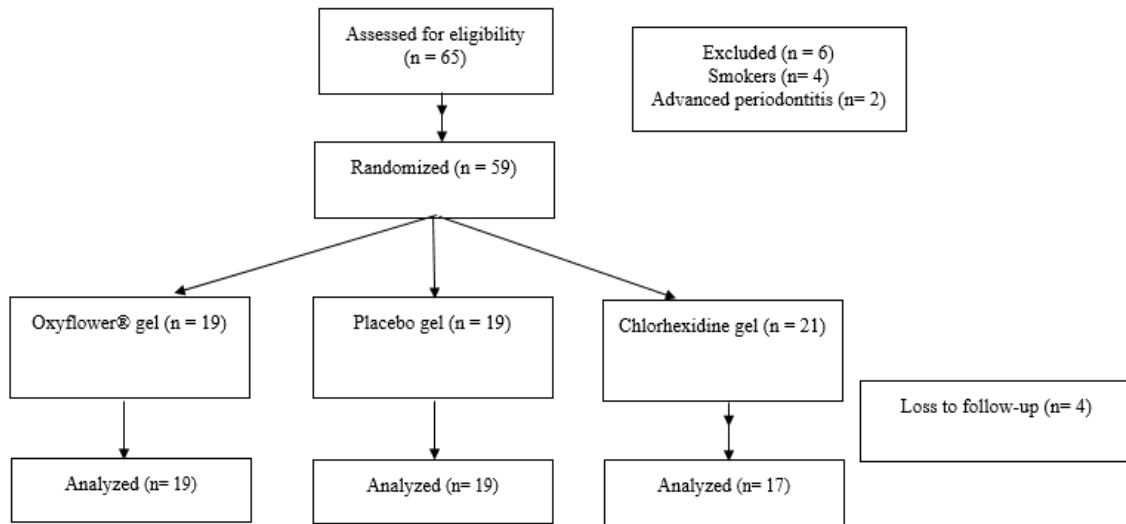 Assessed for eligibility
(n = 65)
Excluded (n = 6)
Smokers (n= 4)
Advanced periodontitis (n= 2)
Randomized (n = 59)
Oxyflower® gel (n = 19)
Placebo gel (n = 19)
Chlorhexidine gel (n = 21)
Loss to follow-up (n= 4)
Analyzed (n= 19)
Analyzed (n= 19)
Analyzed (n= 17)